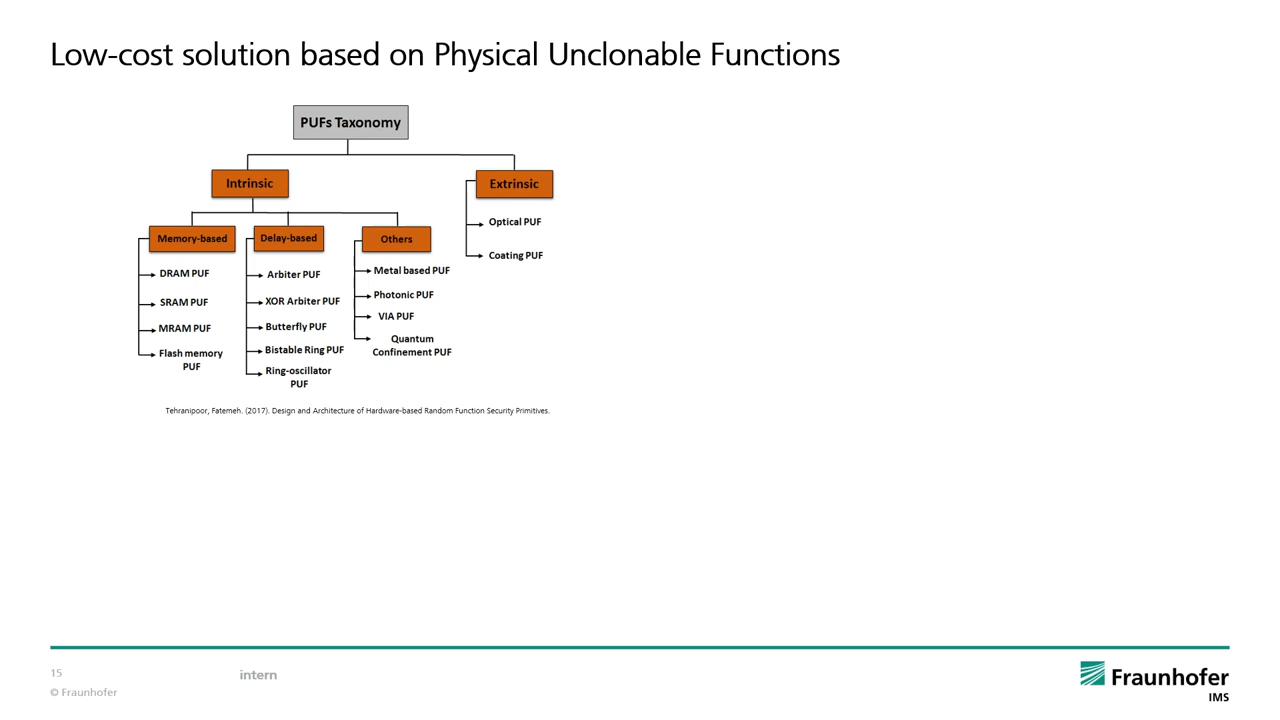 Low-cost solution based on Physical Unclonable Functions
PUFs Taxonomy
Intrinsic
Extrinsic
Memory-based
DRAM PUF
SRAM PUF
MRAM PUF
Flash memory
PUF
Delay-based
Arbiter PUF
XOR Arbiter PUF
Butterfly PUF
Bistable Ring PUF
Ring-oscillator
PUF
Others
Metal based PUF
Photonic PUF
VIA PUF
Quantum
Confinement PUF
Optical PUF
Coating PUF
Tehranipoor, Fatemeh. (2017). Design and Architecture of Hardware-based Random Function Security Primitives.
15
intern
© Fraunhofer
Fraunhofer
IMS